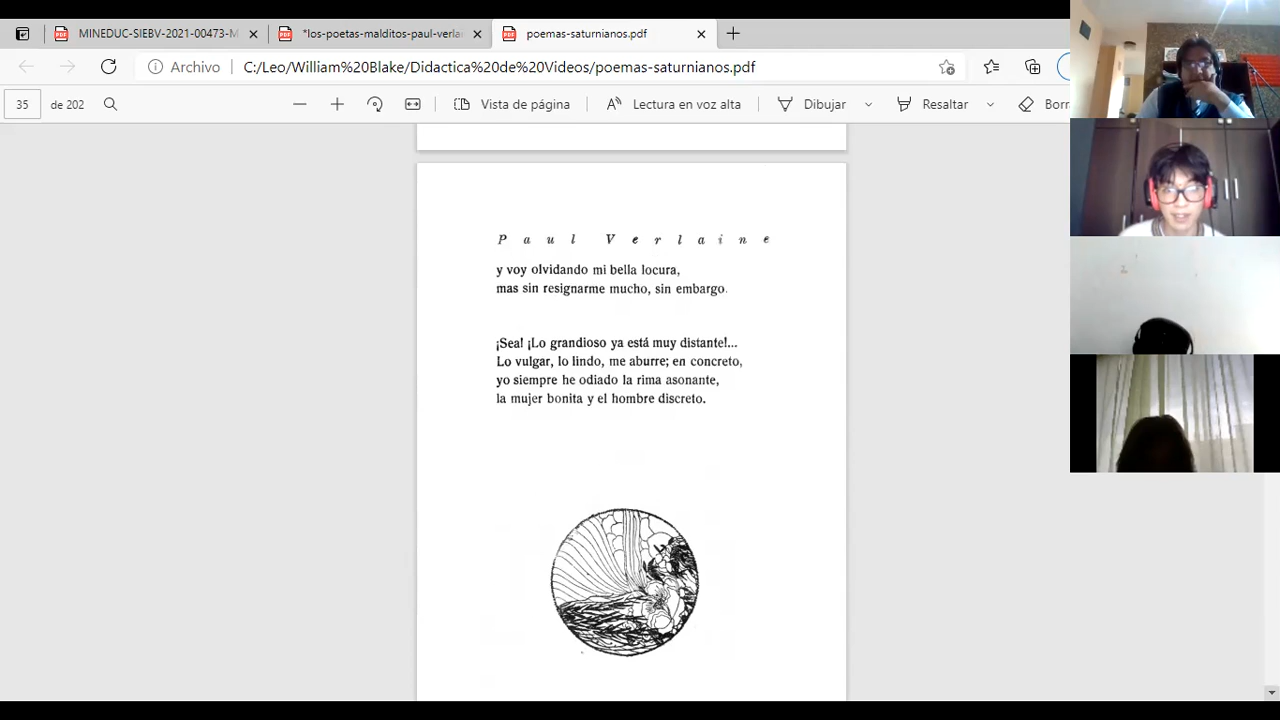 MINEDUC-SIEBV-2021-00473-M
*los-poetas-malditos-paul-verla
poemas-saturnianos.pdf
Archivo
C:/Leo/William%20Blake/Didactica%20de%20Videos/poemas-saturnianos.pdf
35 de 202
Vista de página
Lectura en voz alta
Dibujar
Resaltar
Borr
Paul Verlaine
y voy olvidando mi bella locura,
mas sin resignarme mucho, sin embargo.
¡Sea! ¡Lo grandioso ya está muy distante!...
Lo vulgar, lo lindo, me aburre; en concreto,
yo siempre he odiado la rima asonante,
la mujer bonita y el hombre discreto.